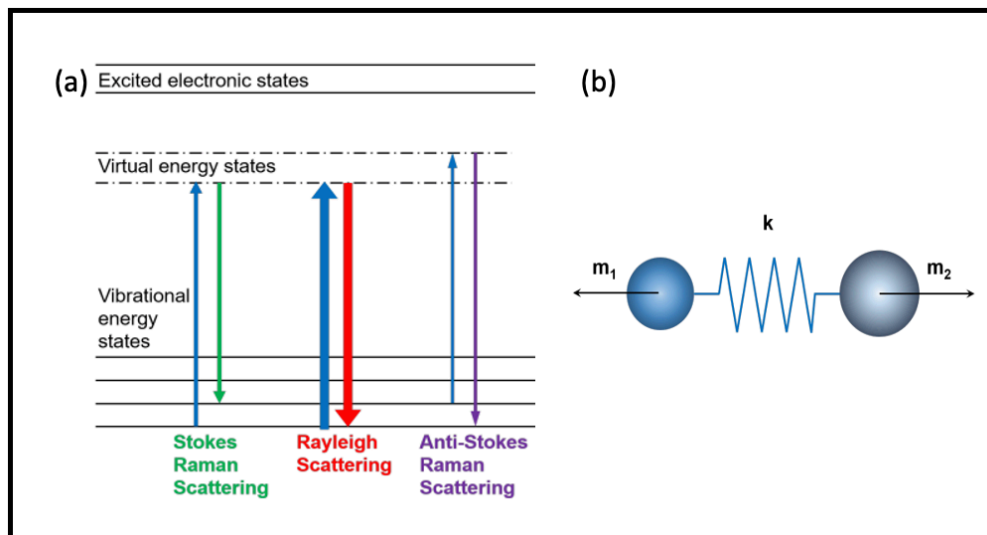 (a)
Excited electronic states
Virtual energy states
Vibrational
energy
states
Stokes
Raman
Scattering
Rayleigh
Scattering
Anti-Stokes
Raman
Scattering
(b)
k
m₁
m₂